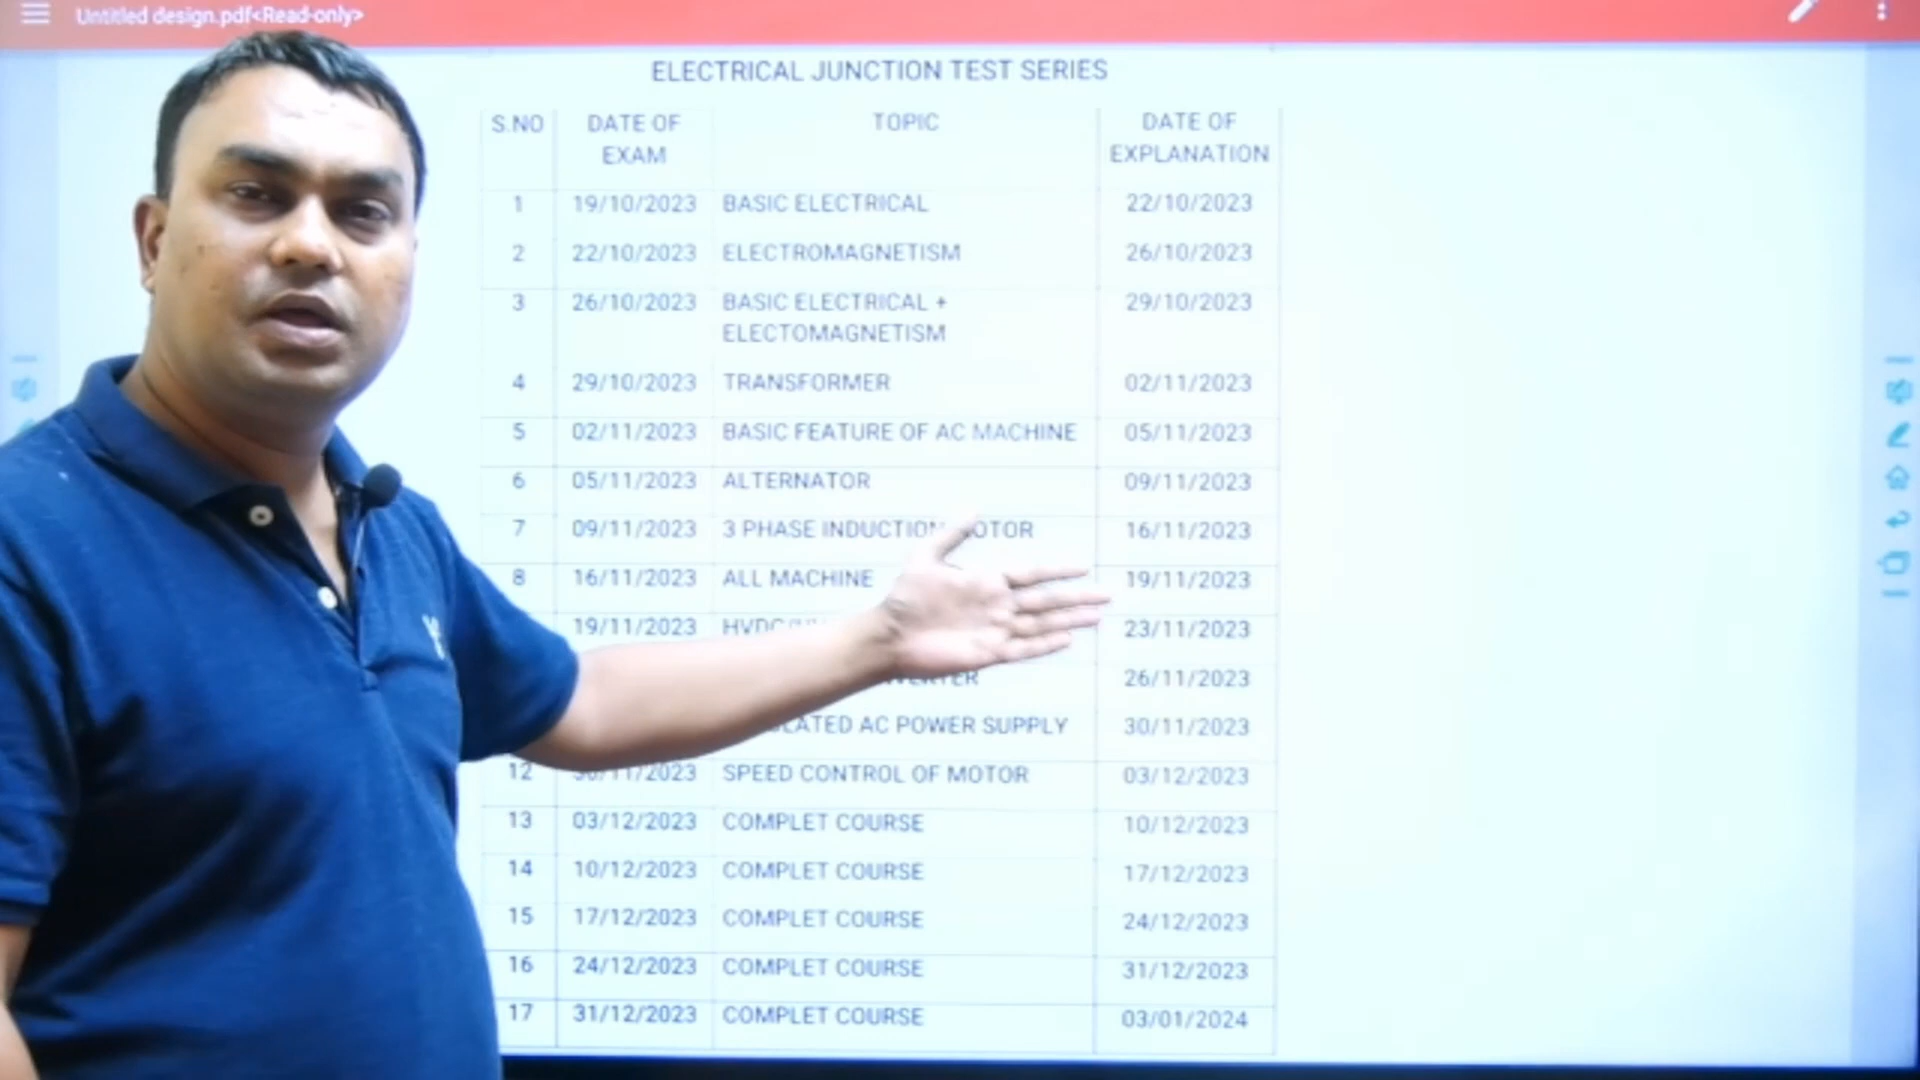 Untitled design.pdf<Read-only>
ELECTRICAL JUNCTION TEST SERIES
S.NO DATE OF EXAM TOPIC DATE OF EXPLANATION
1 19/10/2023 BASIC ELECTRICAL 22/10/2023
2 22/10/2023 ELECTROMAGNETISM 26/10/2023
3 26/10/2023 BASIC ELECTRICAL + 29/10/2023
ELECTOMAGNETISM
4 29/10/2023 TRANSFORMER 02/11/2023
5 02/11/2023 BASIC FEATURE OF AC MACHINE 05/11/2023
6 05/11/2023 ALTERNATOR 09/11/2023
7 09/11/2023 3 PHASE INDUCTION MOTOR 16/11/2023
8 16/11/2023 ALL MACHINE 19/11/2023
19/11/2023 23/11/2023
26/11/2023
AC POWER SUPPLY 30/11/2023
12 30/11/2023 SPEED CONTROL OF MOTOR 03/12/2023
13 03/12/2023 COMPLET COURSE 10/12/2023
14 10/12/2023 COMPLET COURSE 17/12/2023
15 17/12/2023 COMPLET COURSE 24/12/2023
16 24/12/2023 COMPLET COURSE 31/12/2023
17 31/12/2023 COMPLET COURSE 03/01/2024